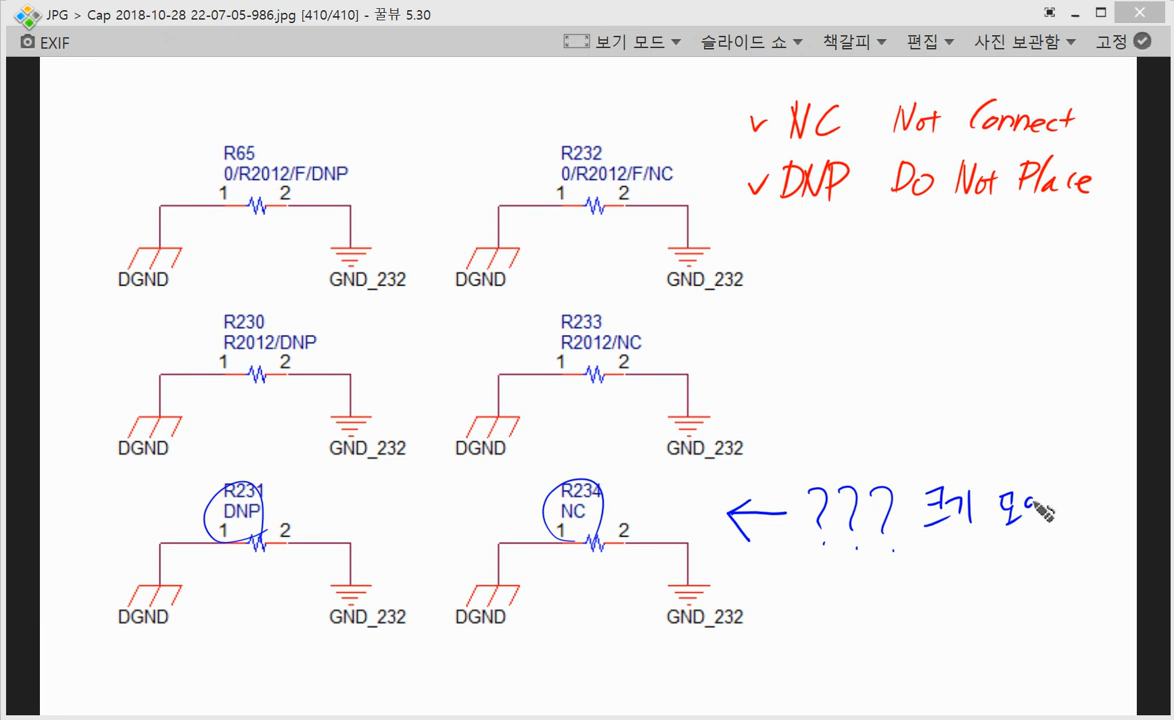 JPG > Cap 2018-10-28 22-07-05-986.jpg [410/410] - 꿀뷰 5.30
EXIF 보기 모드 슬라이드 쇼 책갈피 편집 사진 보관함 고정
✓ NC Not Connect
✓ DNP Do Not Place
R65
0/R2012/F/DNP
1 2
DGND GND_232
R232
0/R2012/F/NC
1 2
DGND GND_232
R230
R2012/DNP
1 2
DGND GND_232
R233
R2012/NC
1 2
DGND GND_232
R231
DNP
1 2
DGND GND_232
R234
NC
1 2
DGND GND_232
← ??? 크기